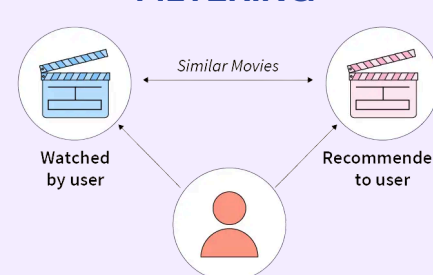 Similar Movies
Watched
by user
Recommende
to user